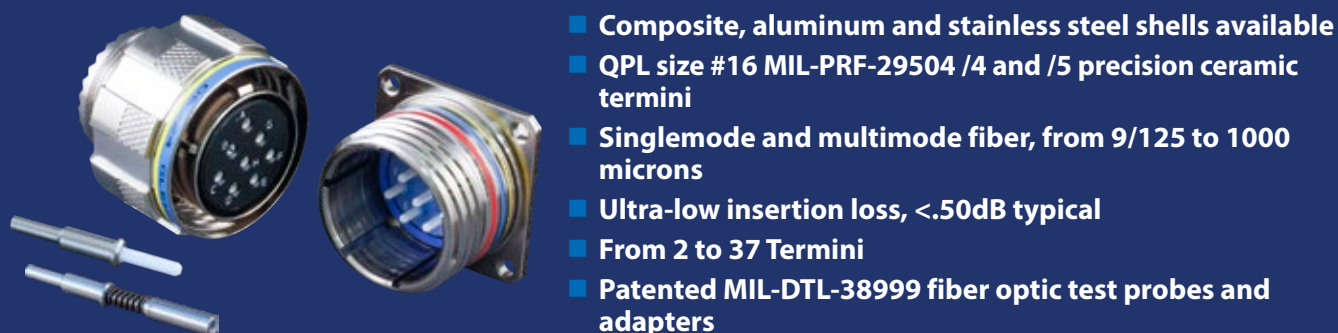 Composite, aluminum and stainless steel shells available
QPL size #16 MIL-PRF-29504 /4 and /5 precision ceramic
termini
Singlemode and multimode fiber, from 9/125 to 1000
microns
Ultra-low insertion loss, <.50dB typical
From 2 to 37 Termini
Patented MIL-DTL-38999 fiber optic test probes and
adapters